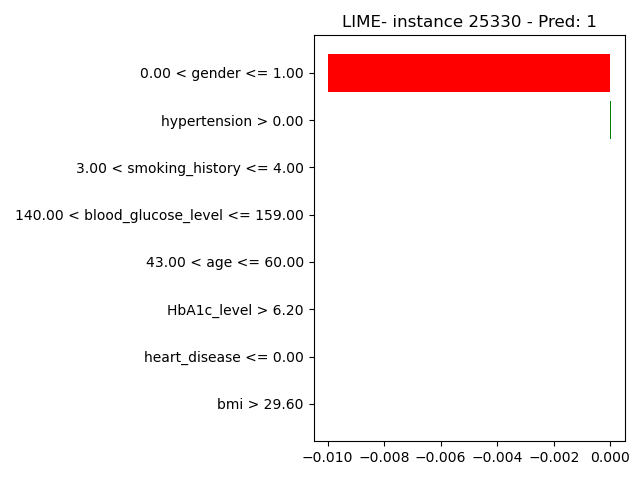 LIME- instance 25330 - Pred: 1
0.00 < gender <= 1.00
hypertension > 0.00
3.00 < smoking_history <= 4.00
140.00 < blood_glucose_level <= 159.00
43.00 < age <= 60.00
HbA1c_level > 6.20
heart_disease <= 0.00
bmi > 29.60
−0.010 −0.008 −0.006 −0.004 −0.002 0.000